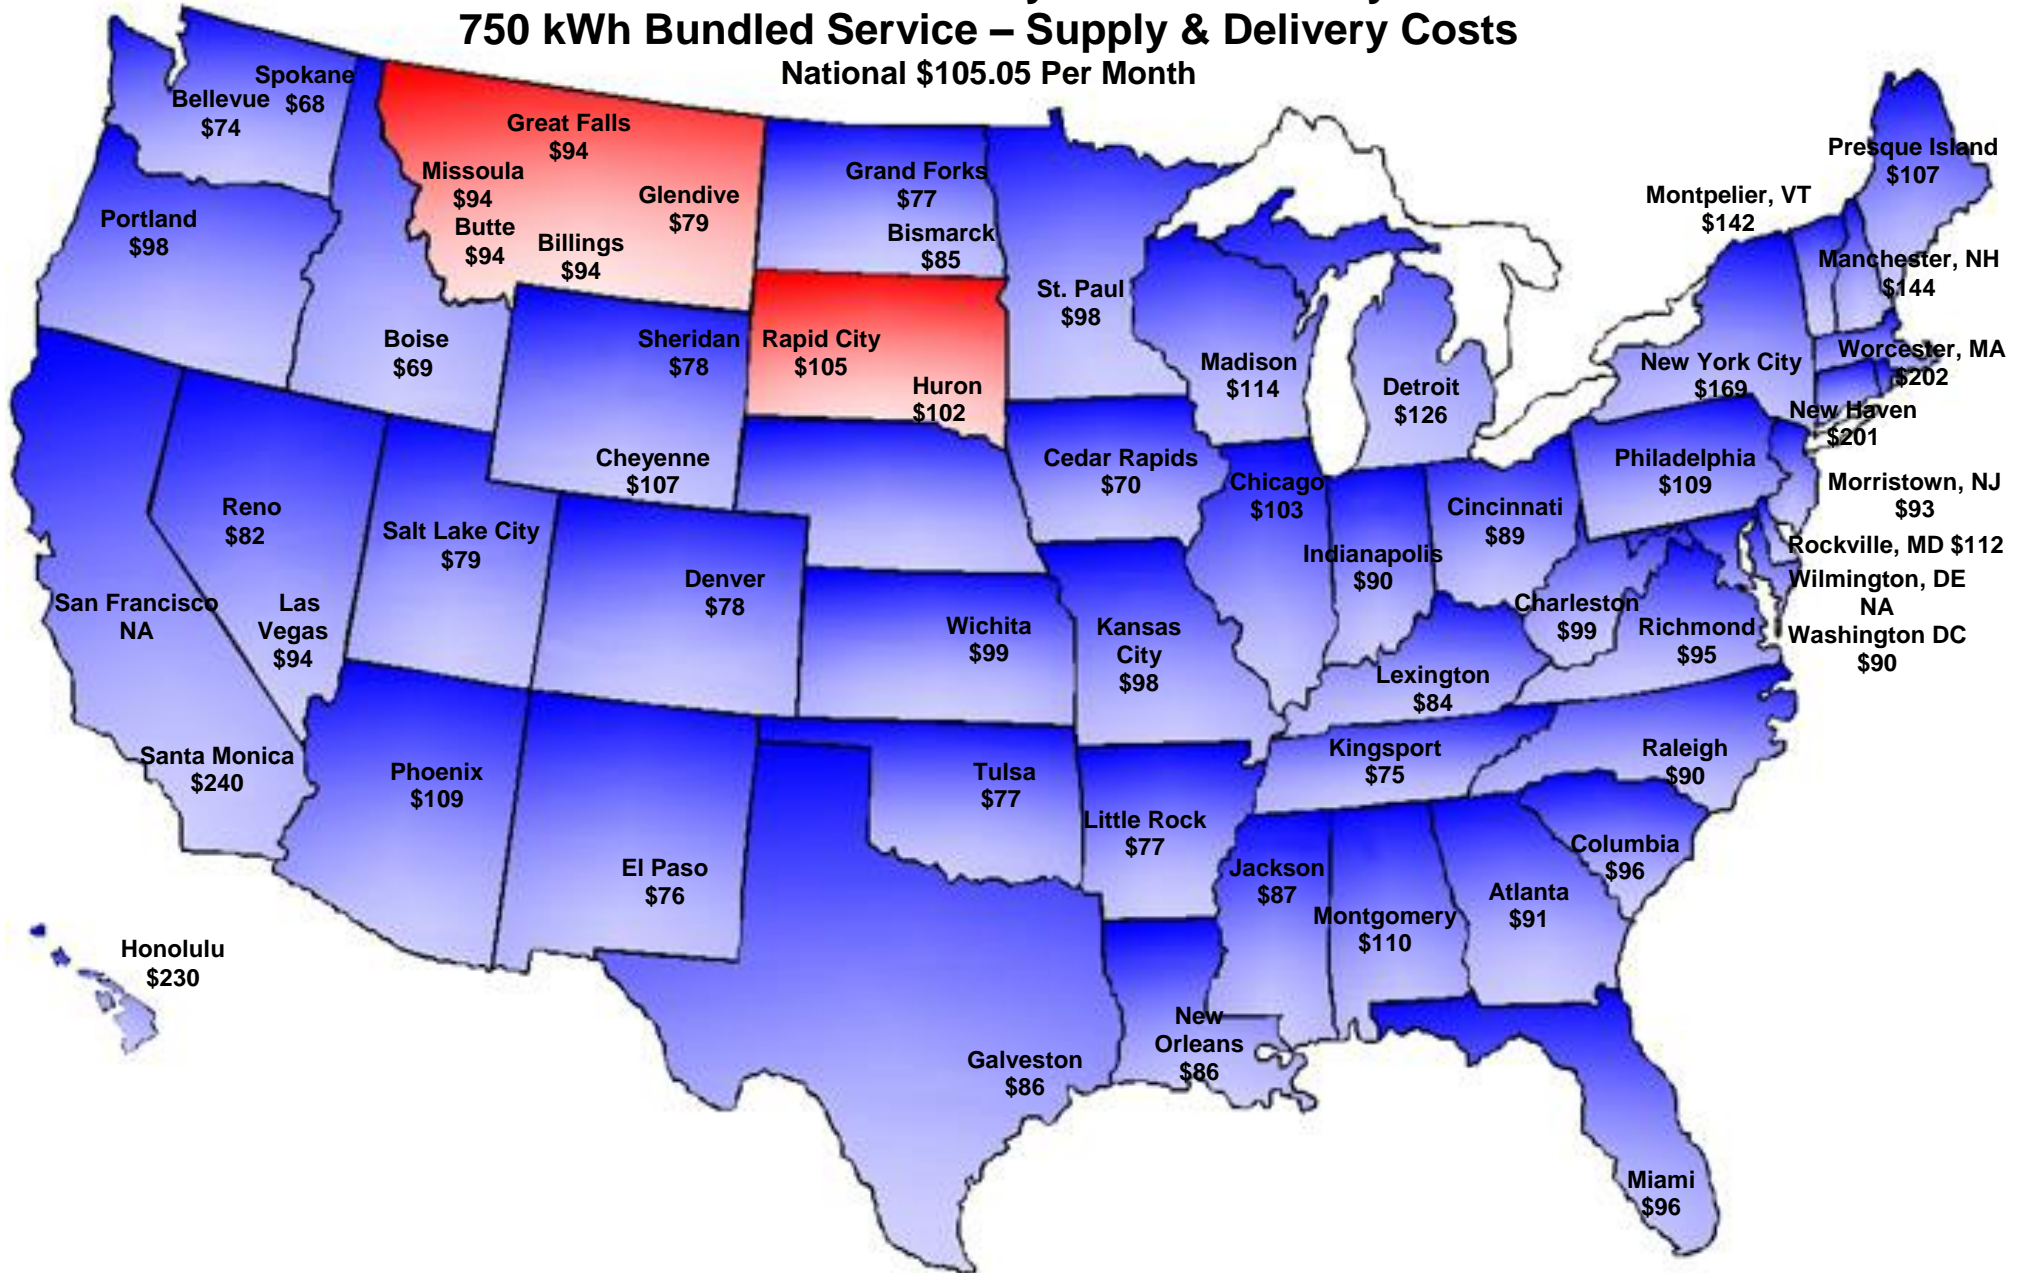 750 kWh Bundled Service – Supply & Delivery Costs
National $105.05 Per Month
Spokane
$68
Bellevue
$74
Portland
$98
Great Falls
$94
Missoula
$94
Butte
$94
Billings
$94
Glendive
$79
Grand Forks
$77
Bismarck
$85
St. Paul
$98
Boise
$69
Sheridan
$78
Rapid City
$105
Huron
$102
Cheyenne
$107
Madison
$114
Detroit
$126
Presque Island
$107
Montpelier, VT
$142
Manchester, NH
$144
Worcester, MA
$202
New York City
$169
New Haven
$201
Philadelphia
$109
Morristown, NJ
$93
Rockville, MD $112
Wilmington, DE
NA
Washington DC
$90
Reno
$82
Salt Lake City
$79
Denver
$78
San Francisco
NA
Las
Vegas
$94
Cedar Rapids
$70
Chicago
$103
Indianapolis
$90
Cincinnati
$89
Charleston
$99
Richmond
$95
Wichita
$99
Kansas
City
$98
Lexington
$84
Santa Monica
$240
Phoenix
$109
El Paso
$76
Tulsa
$77
Little Rock
$77
Kingsport
$75
Raleigh
$90
Columbia
$96
Jackson
$87
Montgomery
$110
Atlanta
$91
Honolulu
$230
Galveston
$86
New
Orleans
$86
Miami
$96